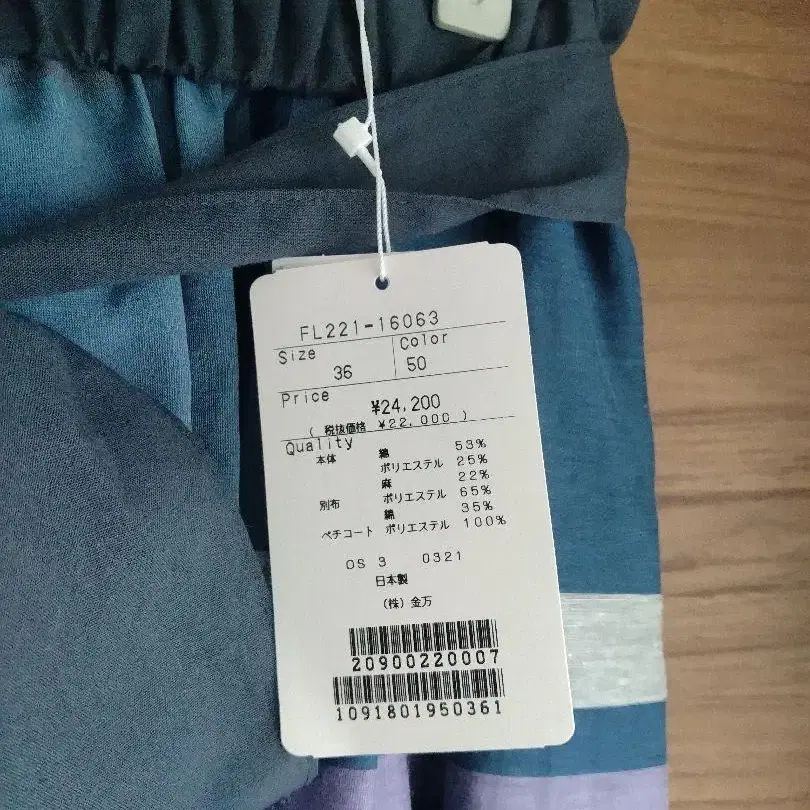 FL221-16063
Size 36 Color 50
Price
¥24,200
( 税抜価格 ¥22,000 )
Quality
本体 綿 53%
ポリエステル 25%
麻 22%
別布 ポリエステル 65%
綿 35%
ペチコート ポリエステル 100%
OS 3 0321
日本製
(株)金万
20900220007
1091801950361